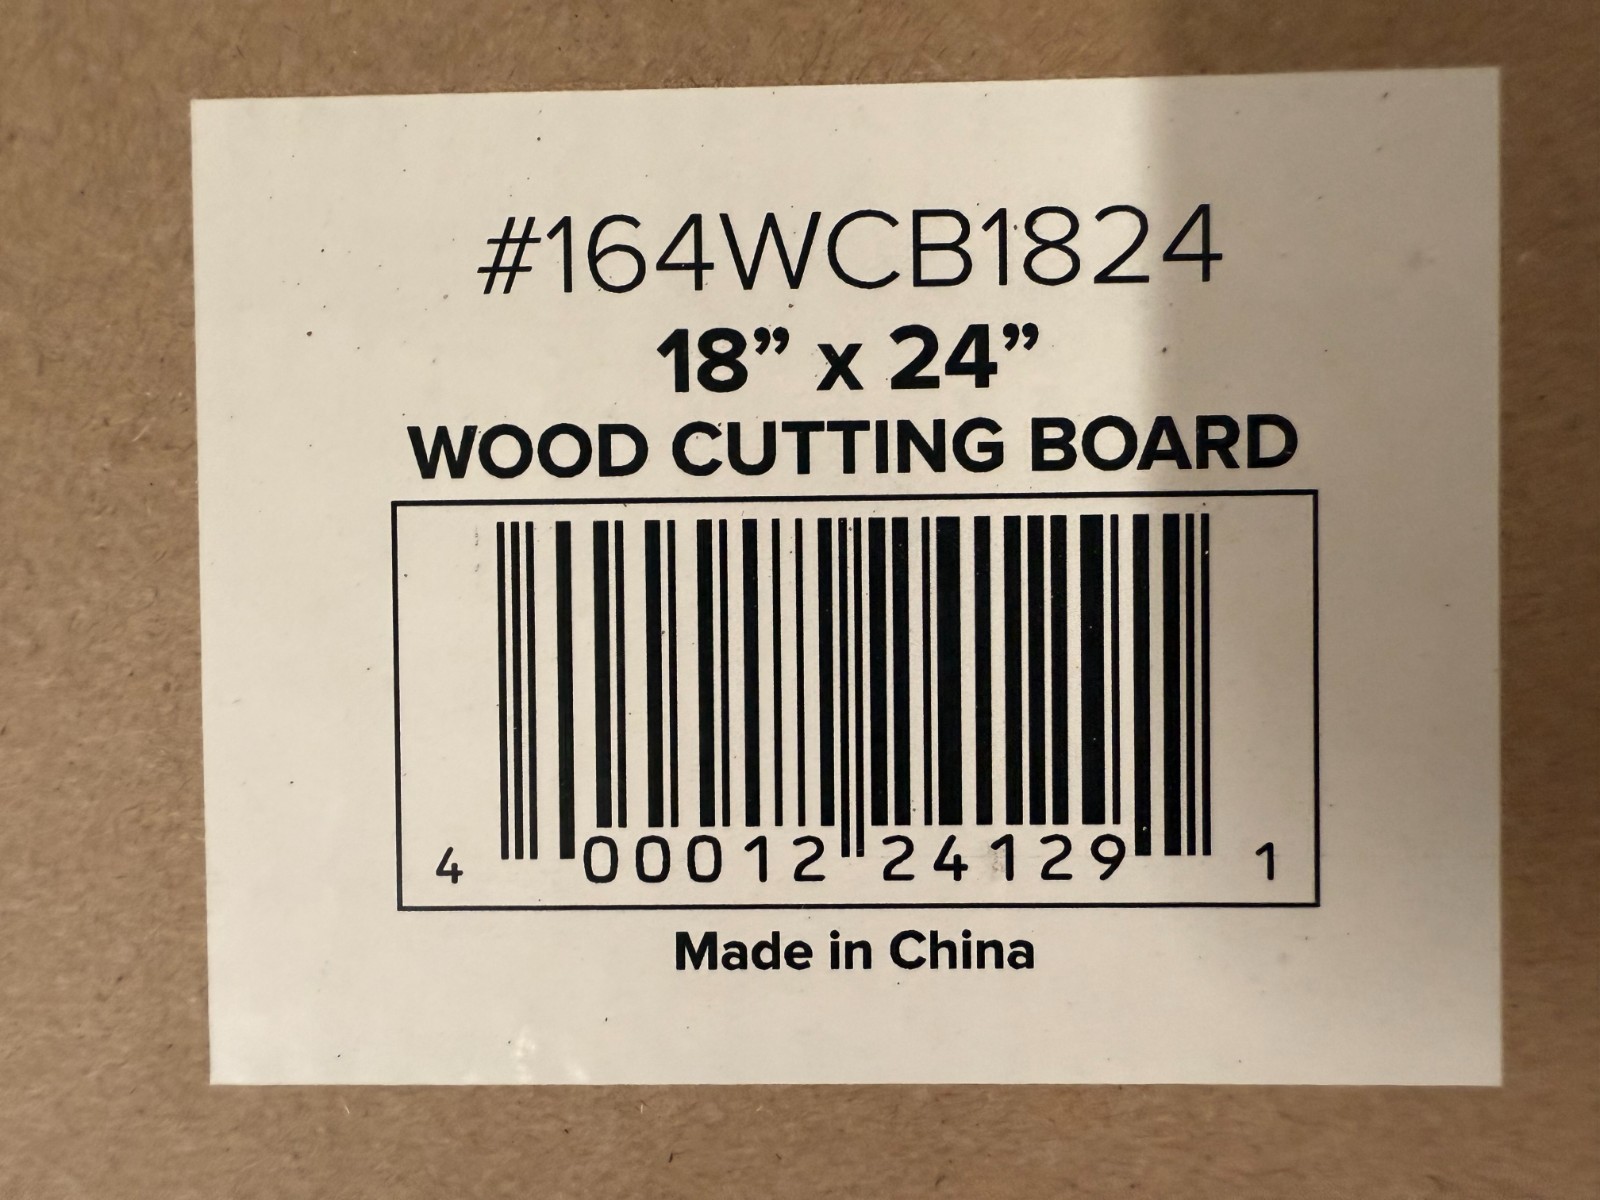 #164WCB1824
18” x 24”
WOOD CUTTING BOARD
4 00012 24129 1
Made in China